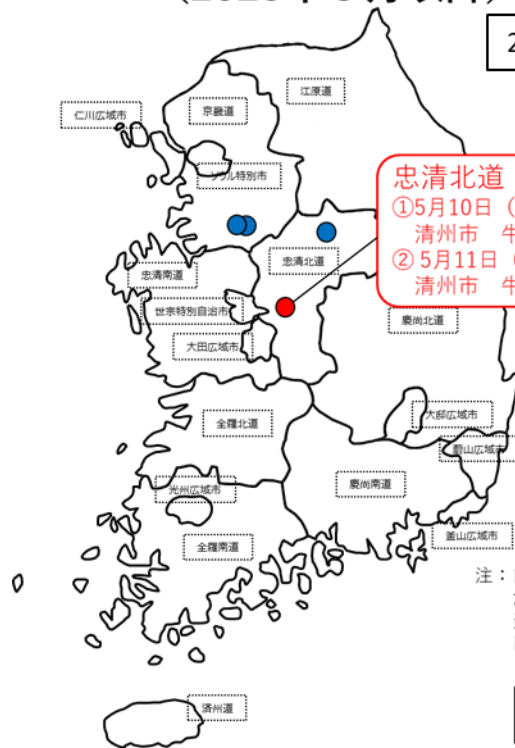 2
江原道
仁川広域市
京畿道
ソウル特別市
忠清北道
①5月10日（
清州市 牛
② 5月11日（
清州市 牛
忠清北道
忠清南道
世宗特別自治市
大田広域市
慶尚北道
全羅北道
大邱広域市
蔚山広域市
光州広域市
慶尚南道
全羅南道
釜山広域市
注：
済州道